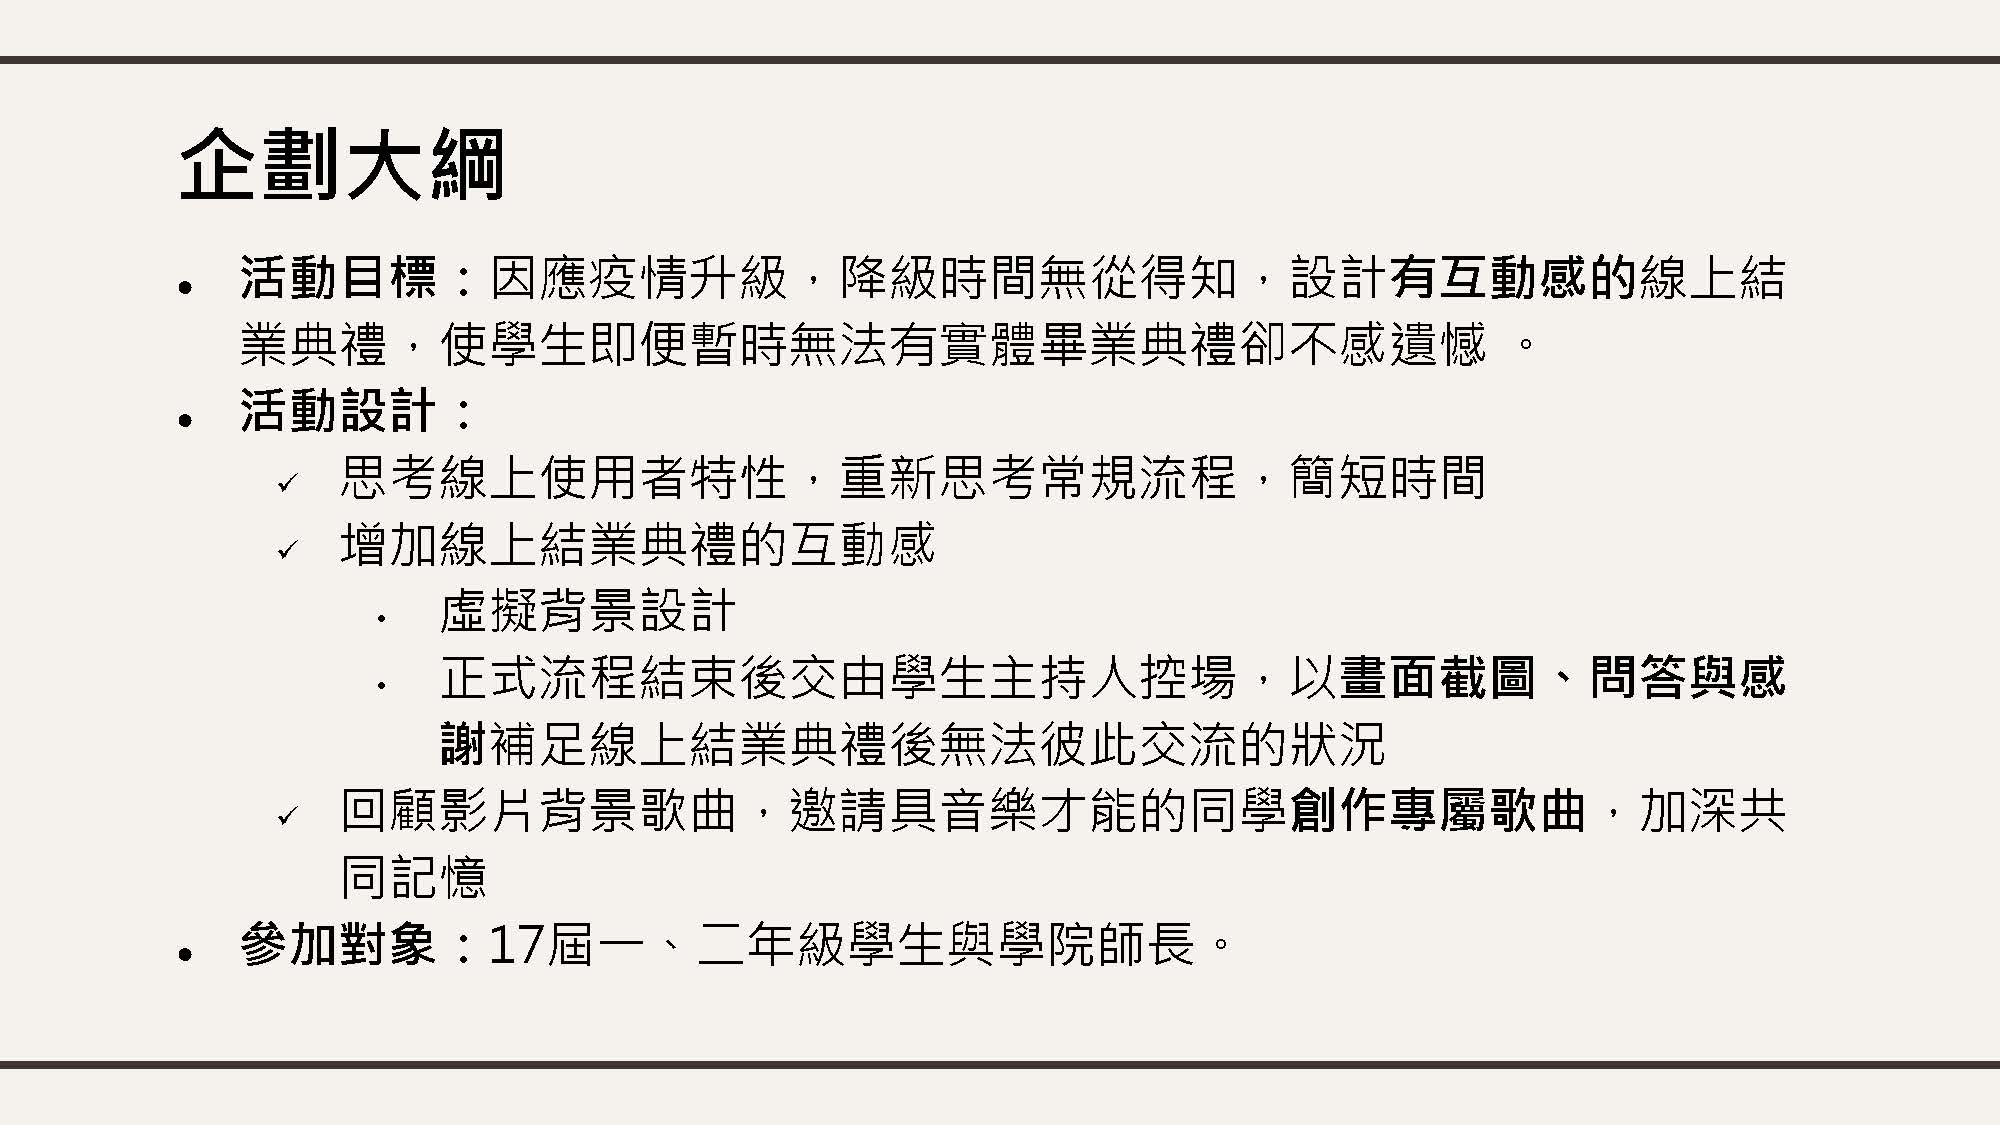 企劃大綱
● 活動目標：因應疫情升級，降級時間無從得知，設計有互動感的線上結
業典禮，使學生即便暫時無法有實體畢業典禮卻不感遺憾 。
● 活動設計：
✓ 思考線上使用者特性，重新思考常規流程，簡短時間
✓ 增加線上結業典禮的互動感
• 虛擬背景設計
• 正式流程結束後交由學生主持人控場，以畫面截圖、問答與感
謝補足線上結業典禮後無法彼此交流的狀況
✓ 回顧影片背景歌曲，邀請具音樂才能的同學創作專屬歌曲，加深共
同記憶
● 參加對象：17屆一、二年級學生與學院師長。